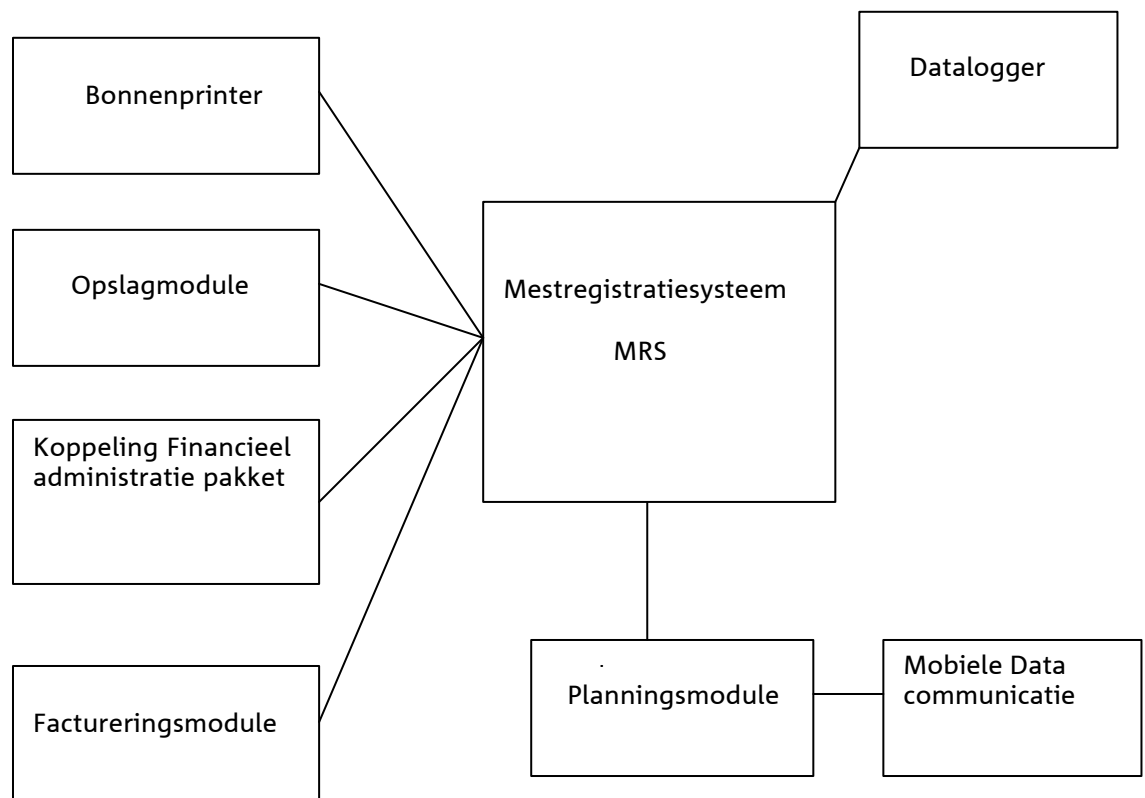 Bonnenprinter
Datalogger
Opslagmodule
Mestregistratiesysteem
MRS
Koppeling Financieel
administratie pakket
Factureringsmodule
Planningsmodule
Mobiele Data
communicatie